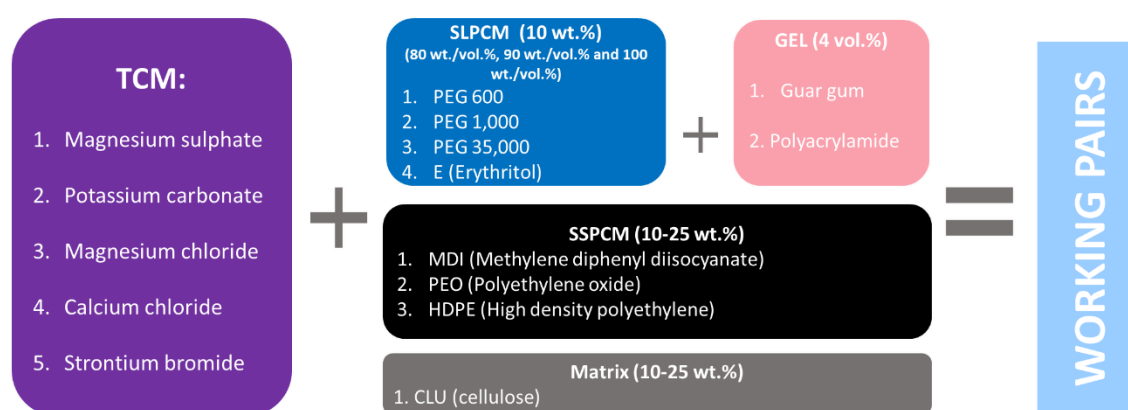 TCM:
1. Magnesium sulphate
2. Potassium carbonate
3. Magnesium chloride
4. Calcium chloride
5. Strontium bromide
+
SLPCM (10 wt.%)
(80 wt./vol.%, 90 wt./vol.% and 100
wt./vol.%)
1. PEG 600
2. PEG 1,000
3. PEG 35,000
4. E (Erythritol)
+
GEL (4 vol.%)
1. Guar gum
2. Polyacrylamide
SSPCM (10-25 wt.%)
1. MDI (Methylene diphenyl diisocyanate)
2. PEO (Polyethylene oxide)
3. HDPE (High density polyethylene)
Matrix (10-25 wt.%)
1. CLU (cellulose)
=
WORKING PAIRS